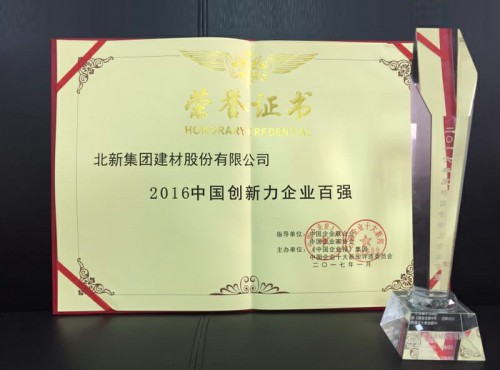 荣誉证书
HONORARY CREDENTIAL
北新集团建材股份有限公司
2016中国创新力企业百强
指导单位：中国企业联合会
中国企业家协会
主办单位：《中国企业报》集团
中国企业十大新闻评选委员会
二〇一七年一月